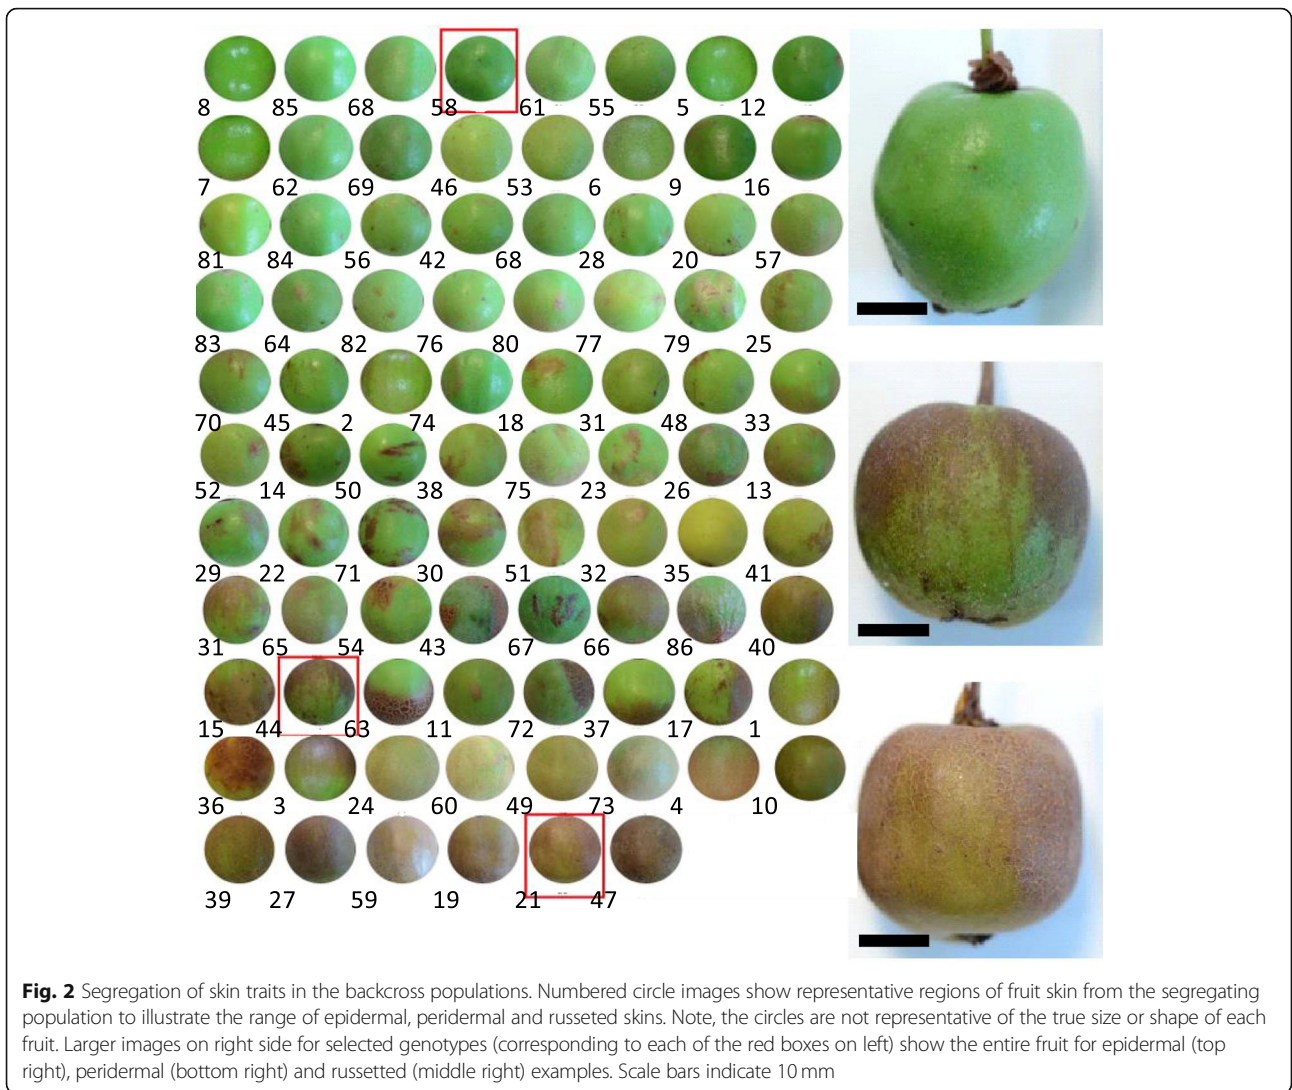 8 85 68 58 61 55 5 12
7 62 69 46 53 6 9 16
81 84 56 42 68 28 20 57
83 64 82 76 80 77 79 25
70 45 2 74 18 31 48 33
52 14 50 38 75 23 26 13
29 22 71 30 51 32 35 41
31 65 54 43 67 66 86 40
15 44 63 11 72 37 17 1
36 3 24 60 49 73 4 10
39 27 59 19 21 47
Fig. 2 Segregation of skin traits in the backcross populations. Numbered circle images show representative regions of fruit skin from the segregating
population to illustrate the range of epidermal, peridermal and russeted skins. Note, the circles are not representative of the true size or shape of each
fruit. Larger images on right side for selected genotypes (corresponding to each of the red boxes on left) show the entire fruit for epidermal (top
right), peridermal (bottom right) and russetted (middle right) examples. Scale bars indicate 10 mm